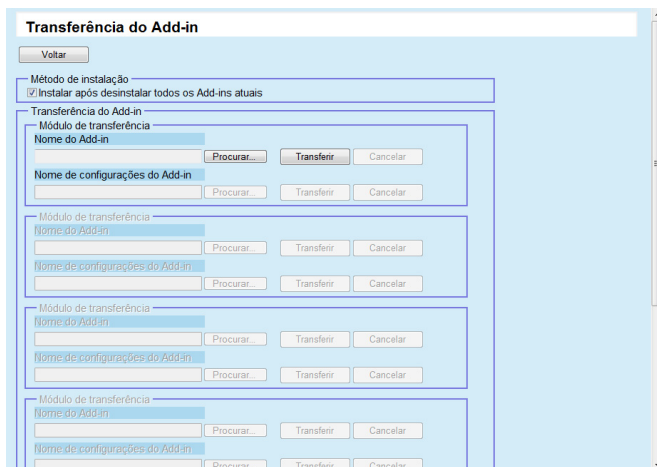 Transferência do Add-in
Voltar
Método de instalação
Instalar após desinstalar todos os Add-ins atuais
Transferência do Add-in
Módulo de transferência
Nome do Add-in
Procurar... Transferir Cancelar
Nome de configurações do Add-in
Procurar... Transferir Cancelar
Módulo de transferência
Nome do Add-in
Procurar... Transferir Cancelar
Nome de configurações do Add-in
Procurar... Transferir Cancelar
Módulo de transferência
Nome do Add-in
Procurar... Transferir Cancelar
Nome de configurações do Add-in
Procurar... Transferir Cancelar
Módulo de transferência
Nome do Add-in
Procurar... Transferir Cancelar
Nome de configurações do Add-in
Procurar... Transferir Cancelar